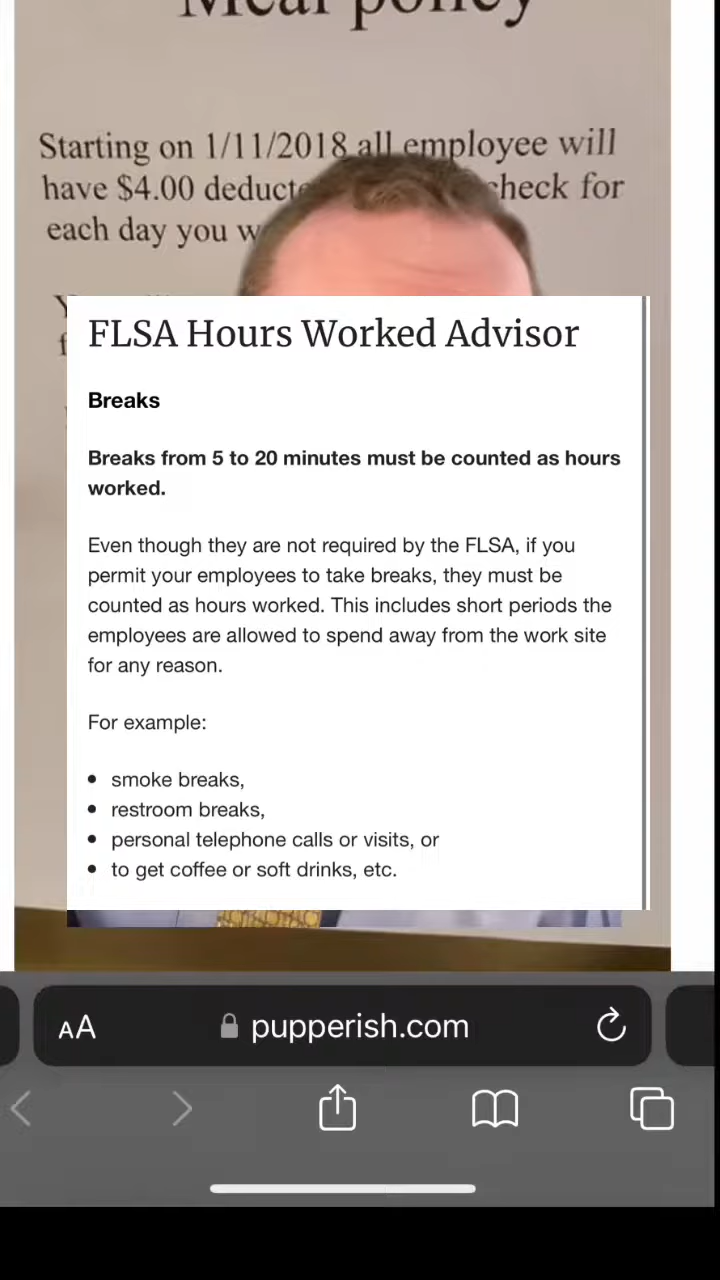 Meal policy
Starting on 1/11/2018 all employee will
have $4.00 check for
each day you
FLSA Hours Worked Advisor
Breaks
Breaks from 5 to 20 minutes must be counted as hours
worked.
Even though they are not required by the FLSA, if you
permit your employees to take breaks, they must be
counted as hours worked. This includes short periods the
employees are allowed to spend away from the work site
for any reason.
For example:
• smoke breaks,
• restroom breaks,
• personal telephone calls or visits, or
• to get coffee or soft drinks, etc.
AA pupperish.com